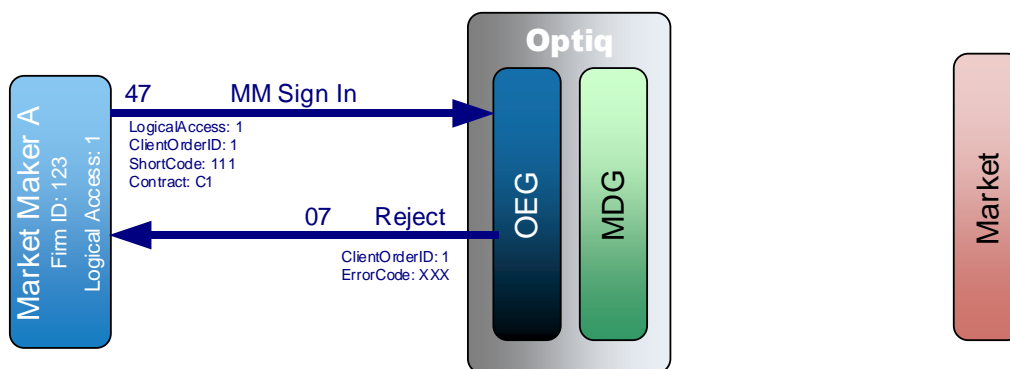 Optiq
Market Maker A
Firm ID: 123
Logical Access: 1
47 MM Sign In
LogicalAccess: 1
ClientOrderID: 1
ShortCode: 111
Contract: C1
07 Reject
ClientOrderID: 1
ErrorCode: XXX
OEG
MDG
Market